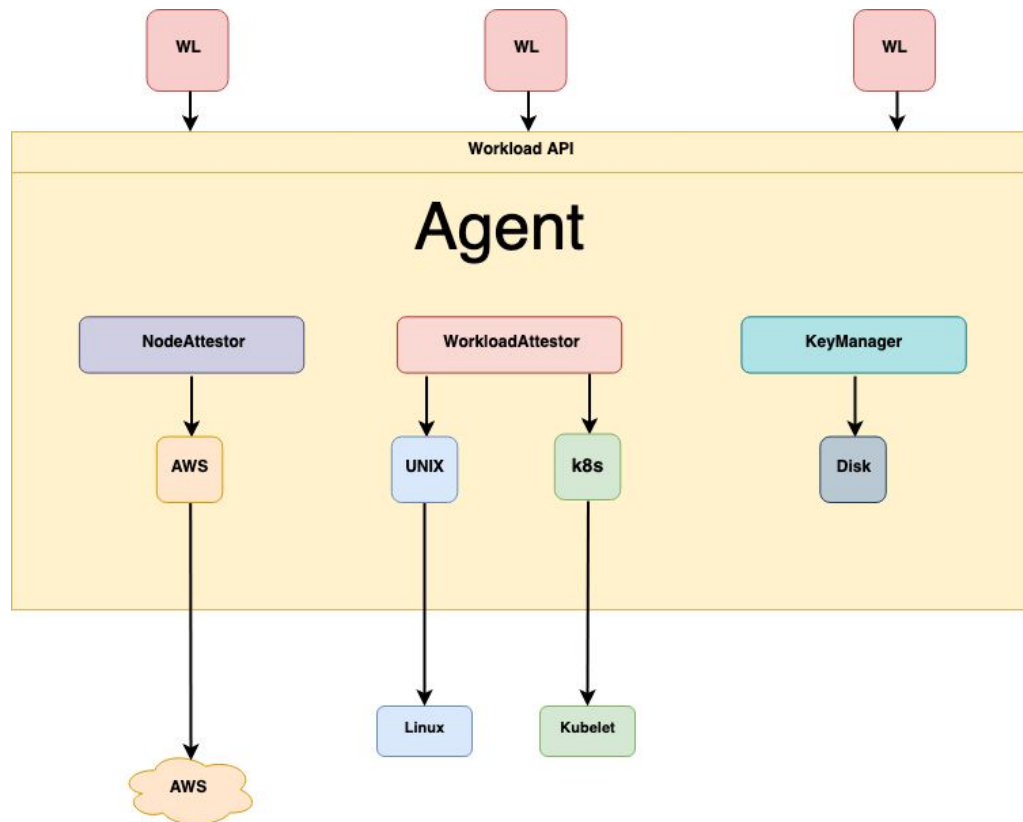 WL
WL
WL
Workload API
Agent
NodeAttestor
WorkloadAttestor
KeyManager
AWS
UNIX
k8s
Disk
Linux
Kubelet
AWS